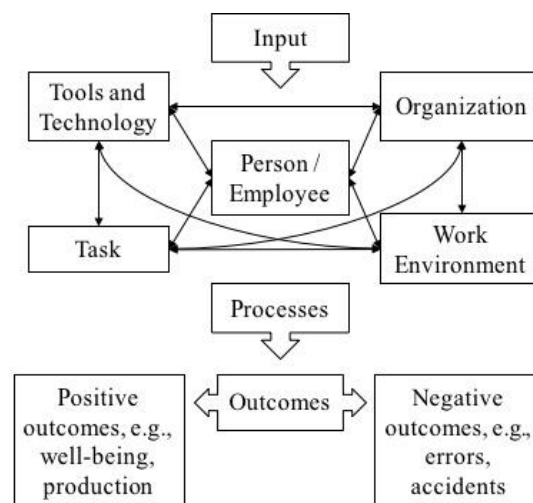 Input
Tools and
Technology
Organization
Person /
Employee
Task
Work
Environment
Processes
Positive
outcomes, e.g.,
well-being,
production
Outcomes
Negative
outcomes, e.g.,
errors,
accidents